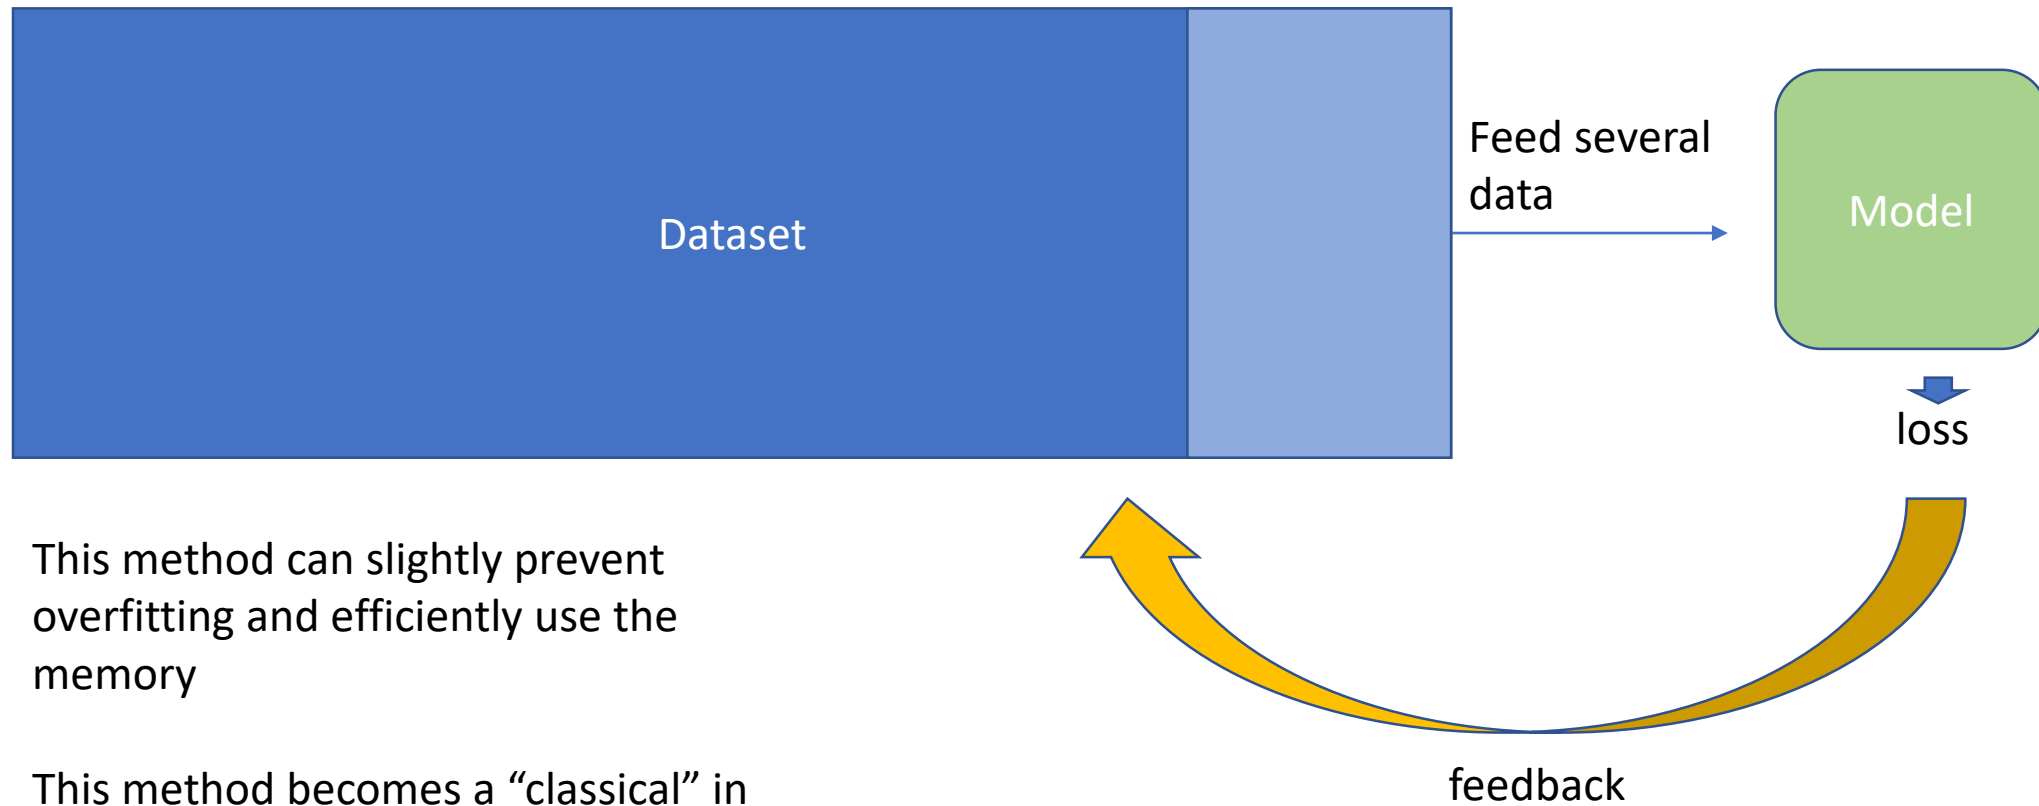 Dataset
Feed several
data
Model
loss
This method can slightly prevent
overfitting and efficiently use the
memory
This method becomes a “classical” in
feedback